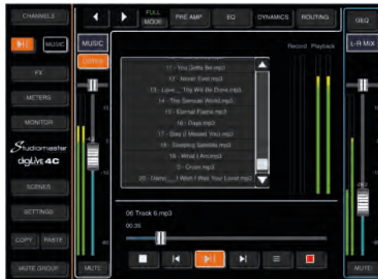 CHANNELS
FULL MODE
PRE AMP
EQ
DYNAMICS
ROUTING
GEQ
MUSIC
MUSIC
L-R MIX
Record Playback
11 - You Gotta Be.mp3
12 - Never Ever.mp3
13 - Love _ Thy Will Be Done.mp3
14 - The Sensual World.mp3
15 - Eternal Flame.mp3
16 - Days.mp3
17 - Stay (I Missed You).mp3
18 - Sleeping Satellite.mp3
19 - What I Am.mp3
20 - Damn _ I Wish I Was Your Lover.mp3
FX
METERS
MONITOR
Studiomaster
digiLive 4C
SCENES
SETTINGS
COPY PASTE
MUTE GROUP
06 Track 6.mp3
00:35
MUTE
MUTE